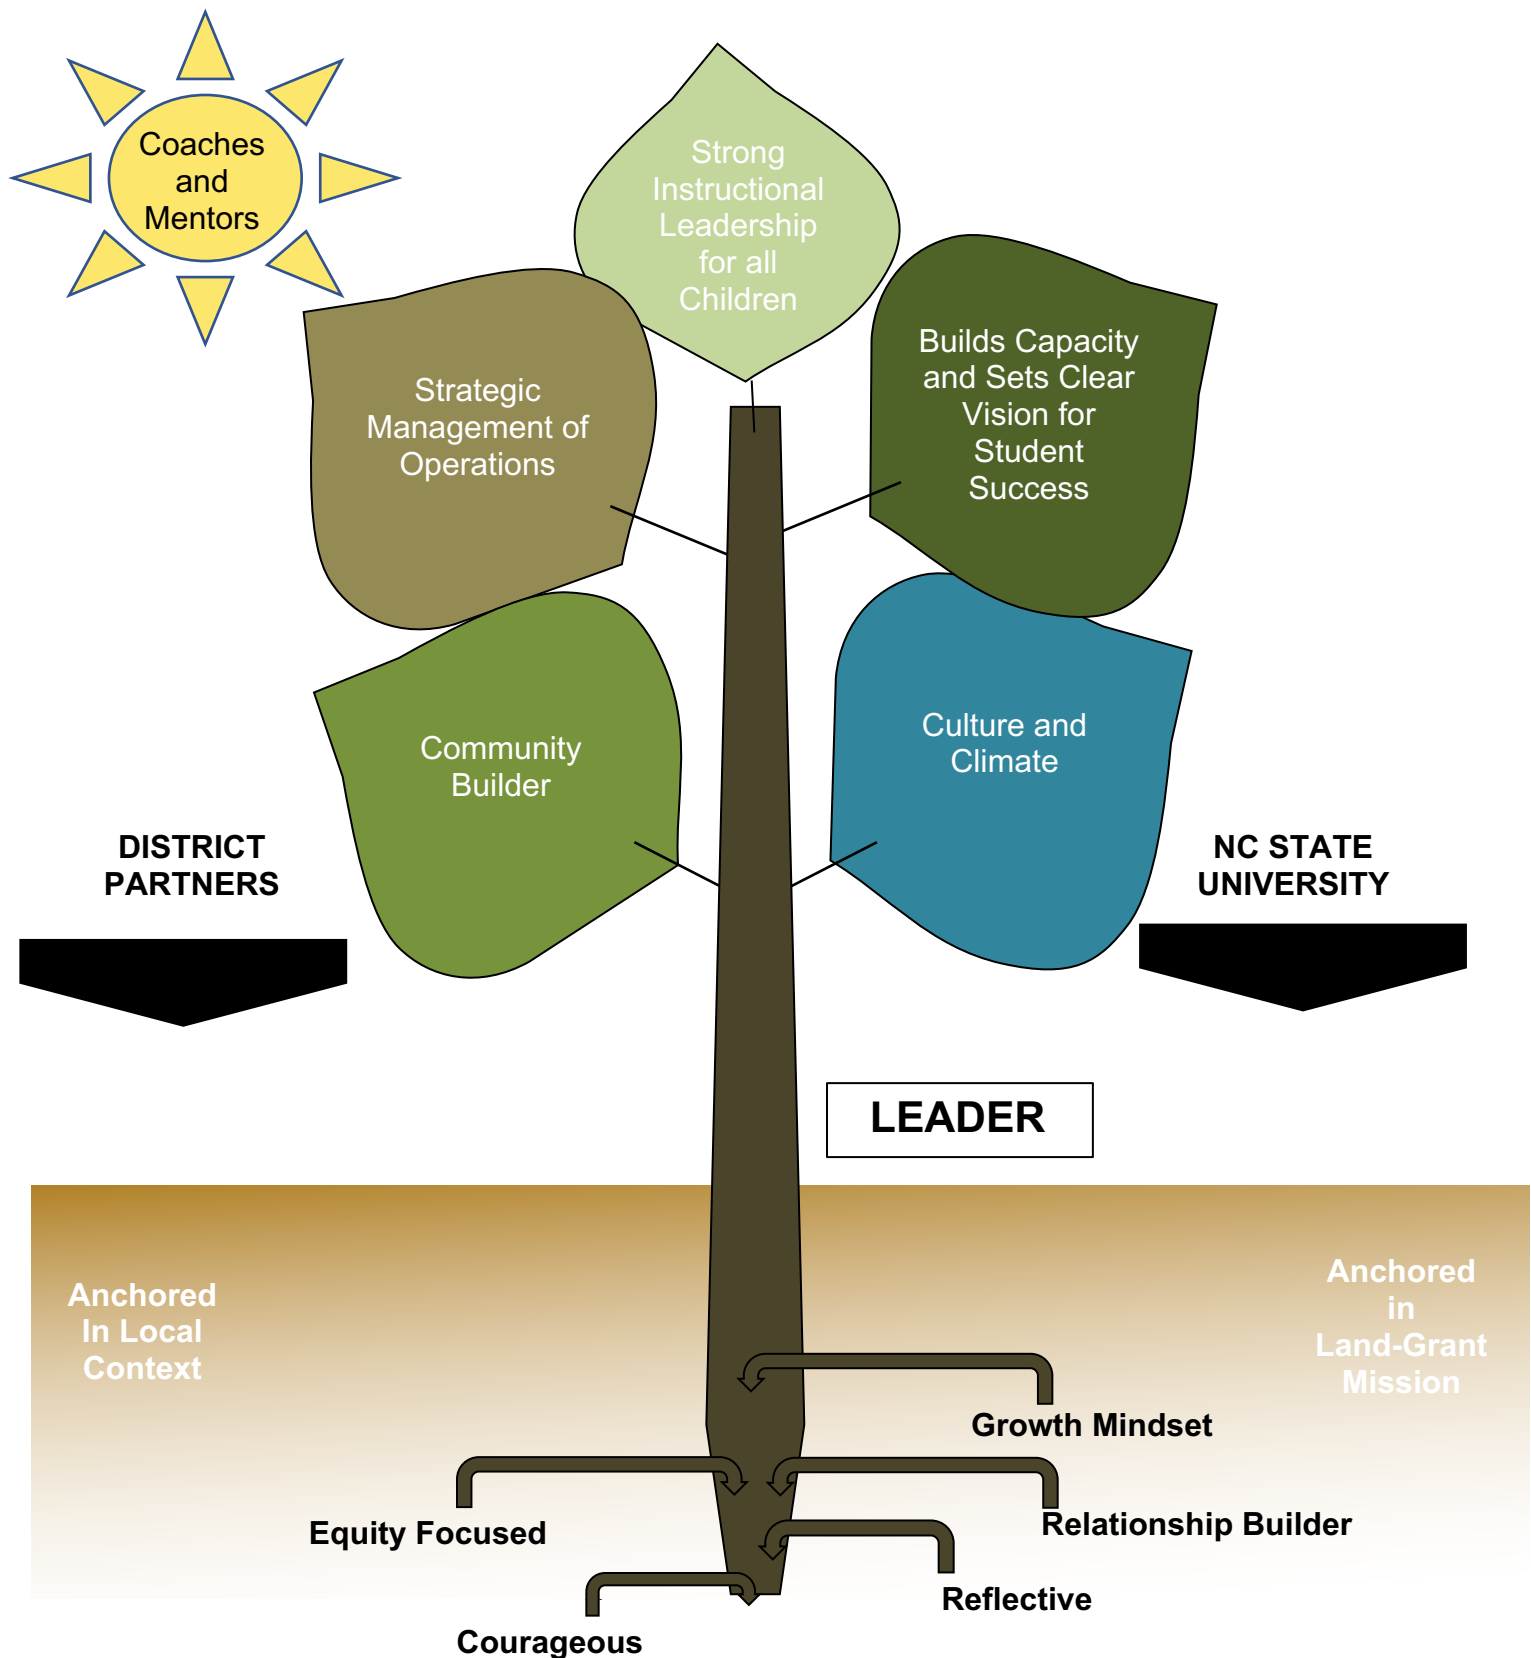 Coaches
and
Mentors
Strong
Instructional
Leadership
for all
Children
Strategic
Management of
Operations
Builds Capacity
and Sets Clear
Vision for
Student
Success
Community
Builder
Culture and
Climate
DISTRICT
PARTNERS
NC STATE
UNIVERSITY
LEADER
Anchored
In Local
Context
Anchored
in
Land-Grant
Mission
Growth Mindset
Equity Focused
Relationship Builder
Reflective
Courageous